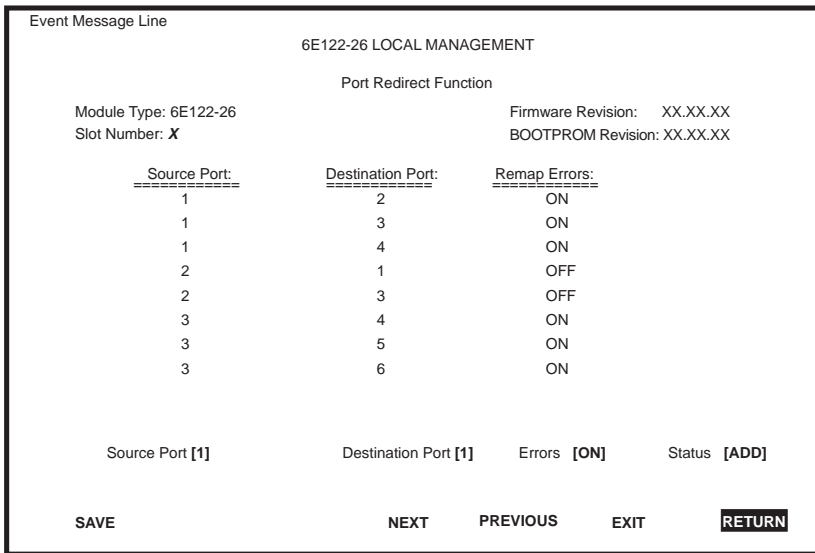 Event Message Line
6E122-26 LOCAL MANAGEMENT
Port Redirect Function
Module Type: 6E122-26 Firmware Revision: XX.XX.XX
Slot Number: X BOOTPROM Revision: XX.XX.XX
Source Port: Destination Port: Remap Errors:
============ ============ ============
1 2 ON
1 3 ON
1 4 ON
2 1 OFF
2 3 OFF
3 4 ON
3 5 ON
3 6 ON
Source Port [1] Destination Port [1] Errors [ON] Status [ADD]
SAVE NEXT PREVIOUS EXIT RETURN